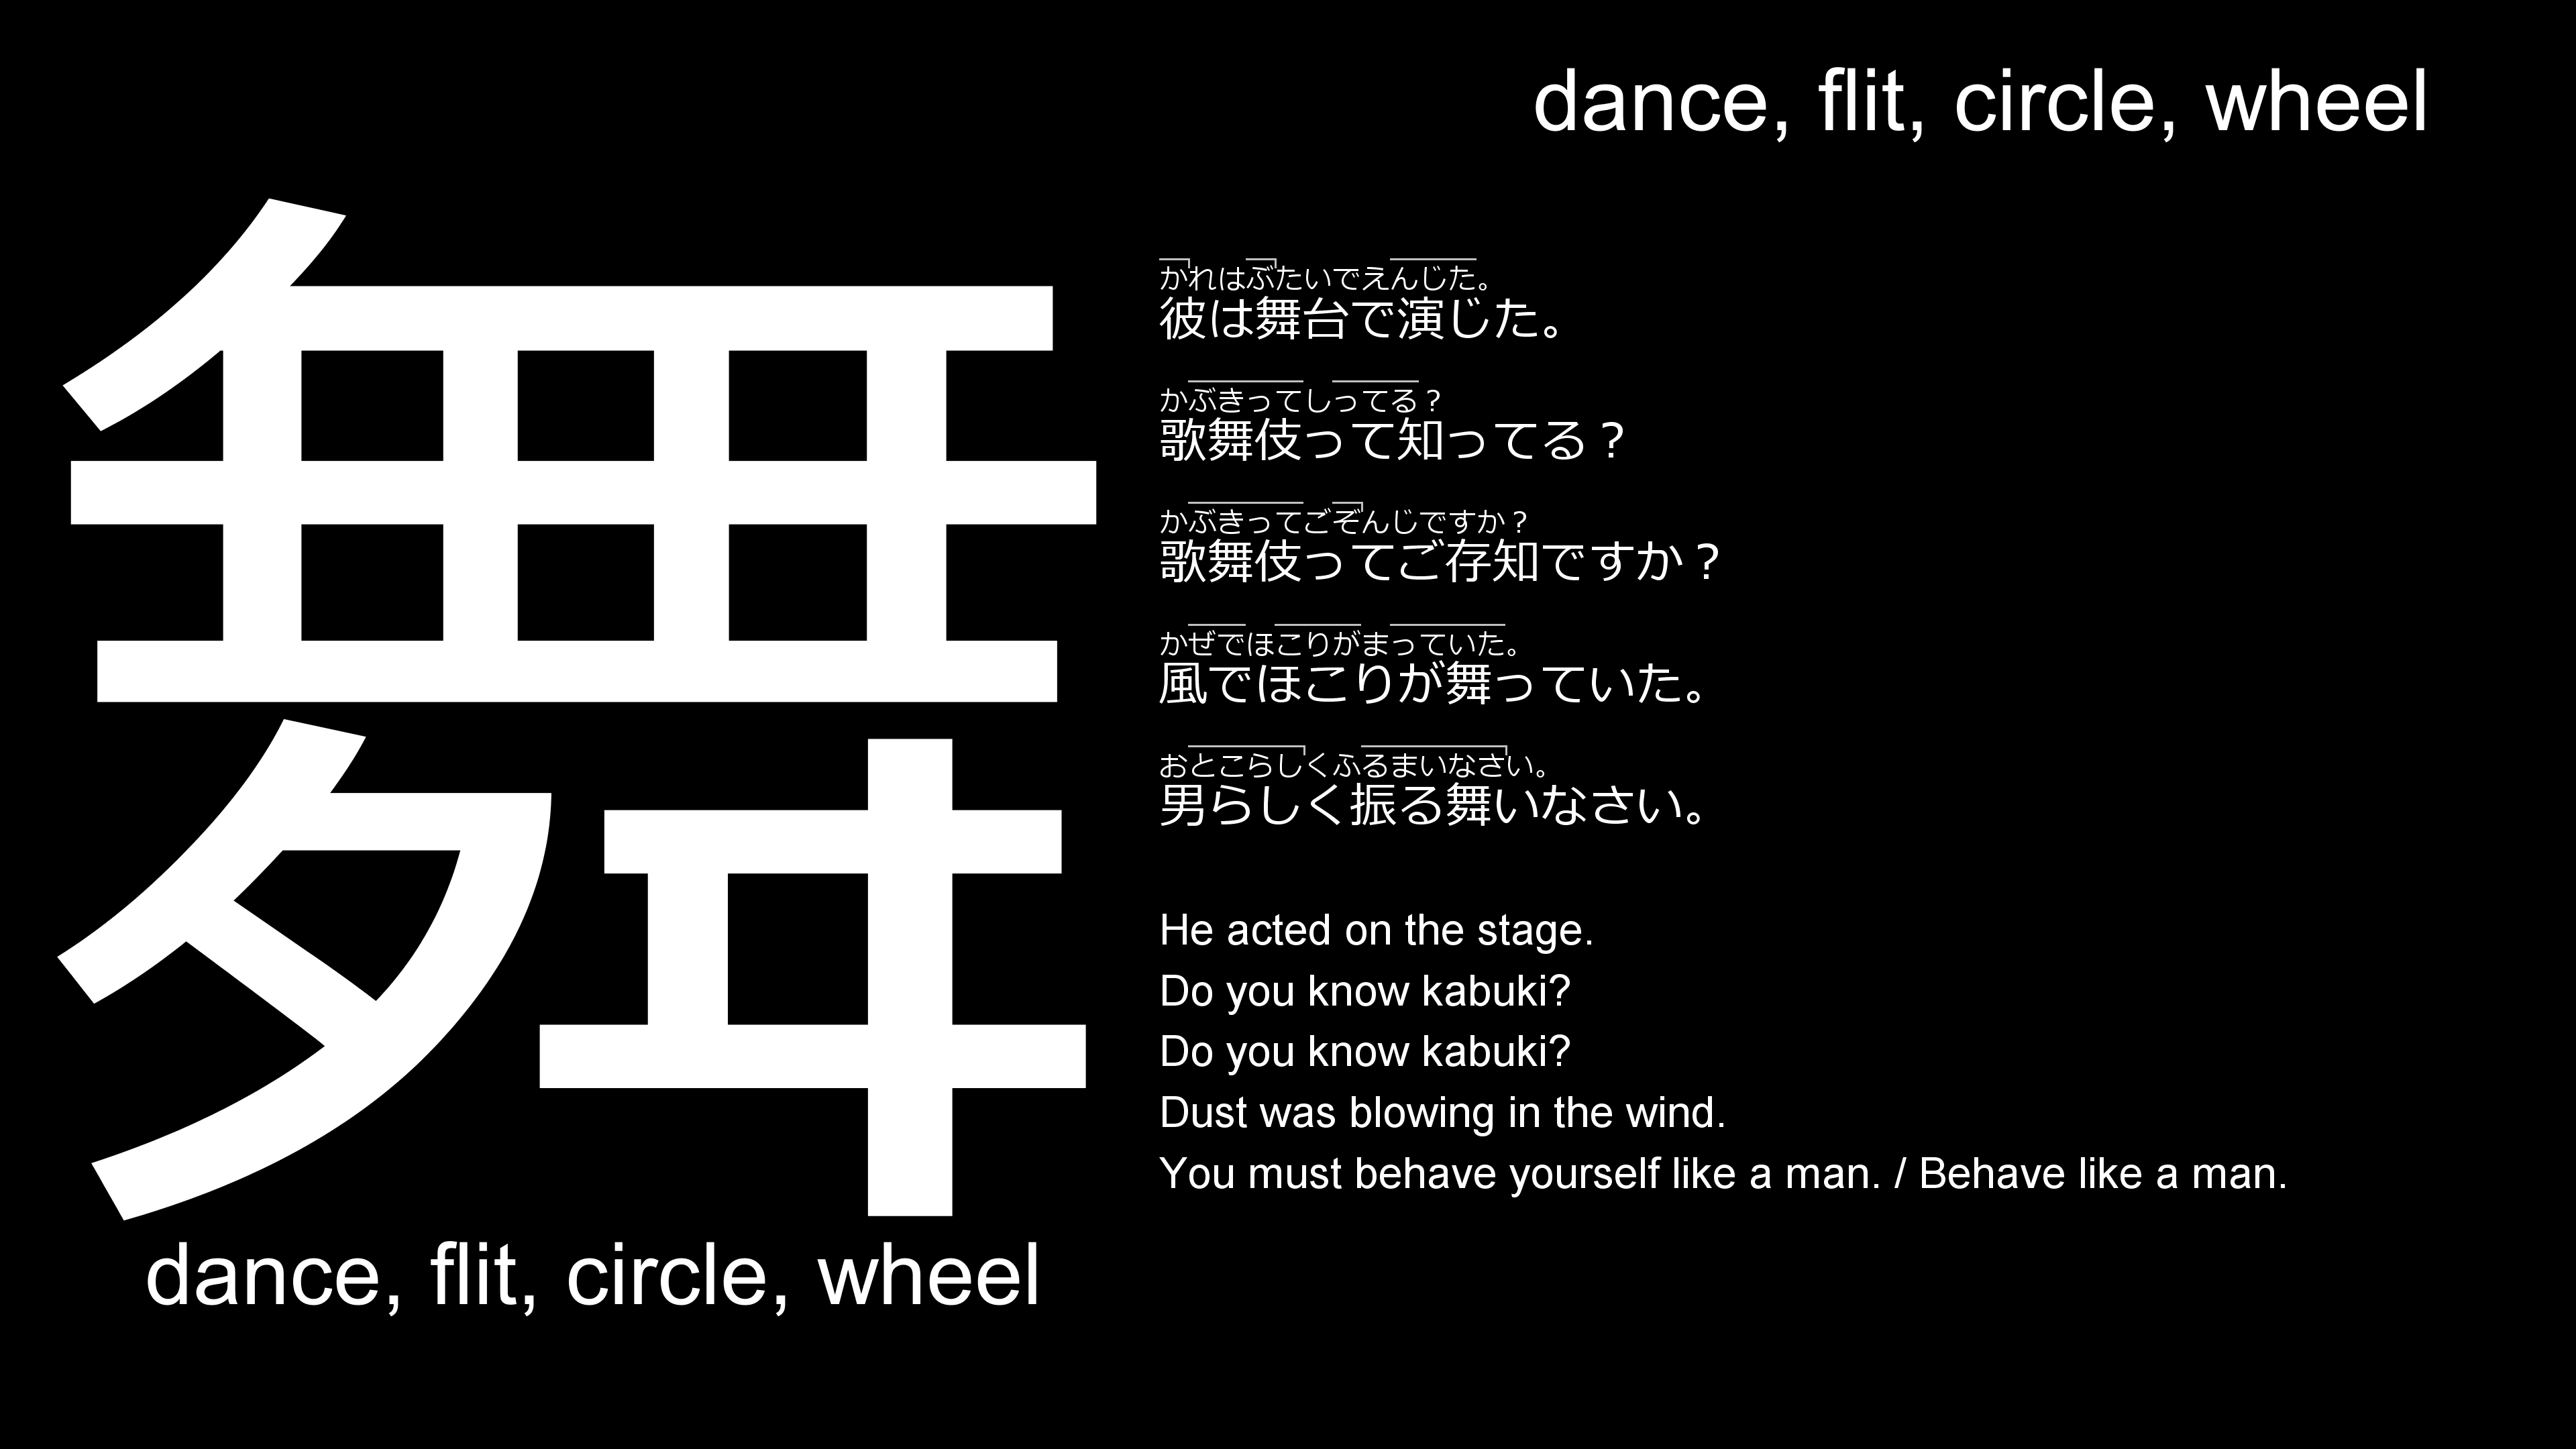 dance, flit, circle, wheel
舞
dance, flit, circle, wheel
かれはぶたいでえんじた。
彼は舞台で演じた。
かぶきってしってる？
歌舞伎って知ってる？
かぶきってごぞんじですか？
歌舞伎ってご存知ですか？
かぜでほこりがまっていた。
風でほこりが舞っていた。
おとこらしくふるまいなさい。
男らしく振る舞いなさい。
He acted on the stage.
Do you know kabuki?
Do you know kabuki?
Dust was blowing in the wind.
You must behave yourself like a man. / Behave like a man.